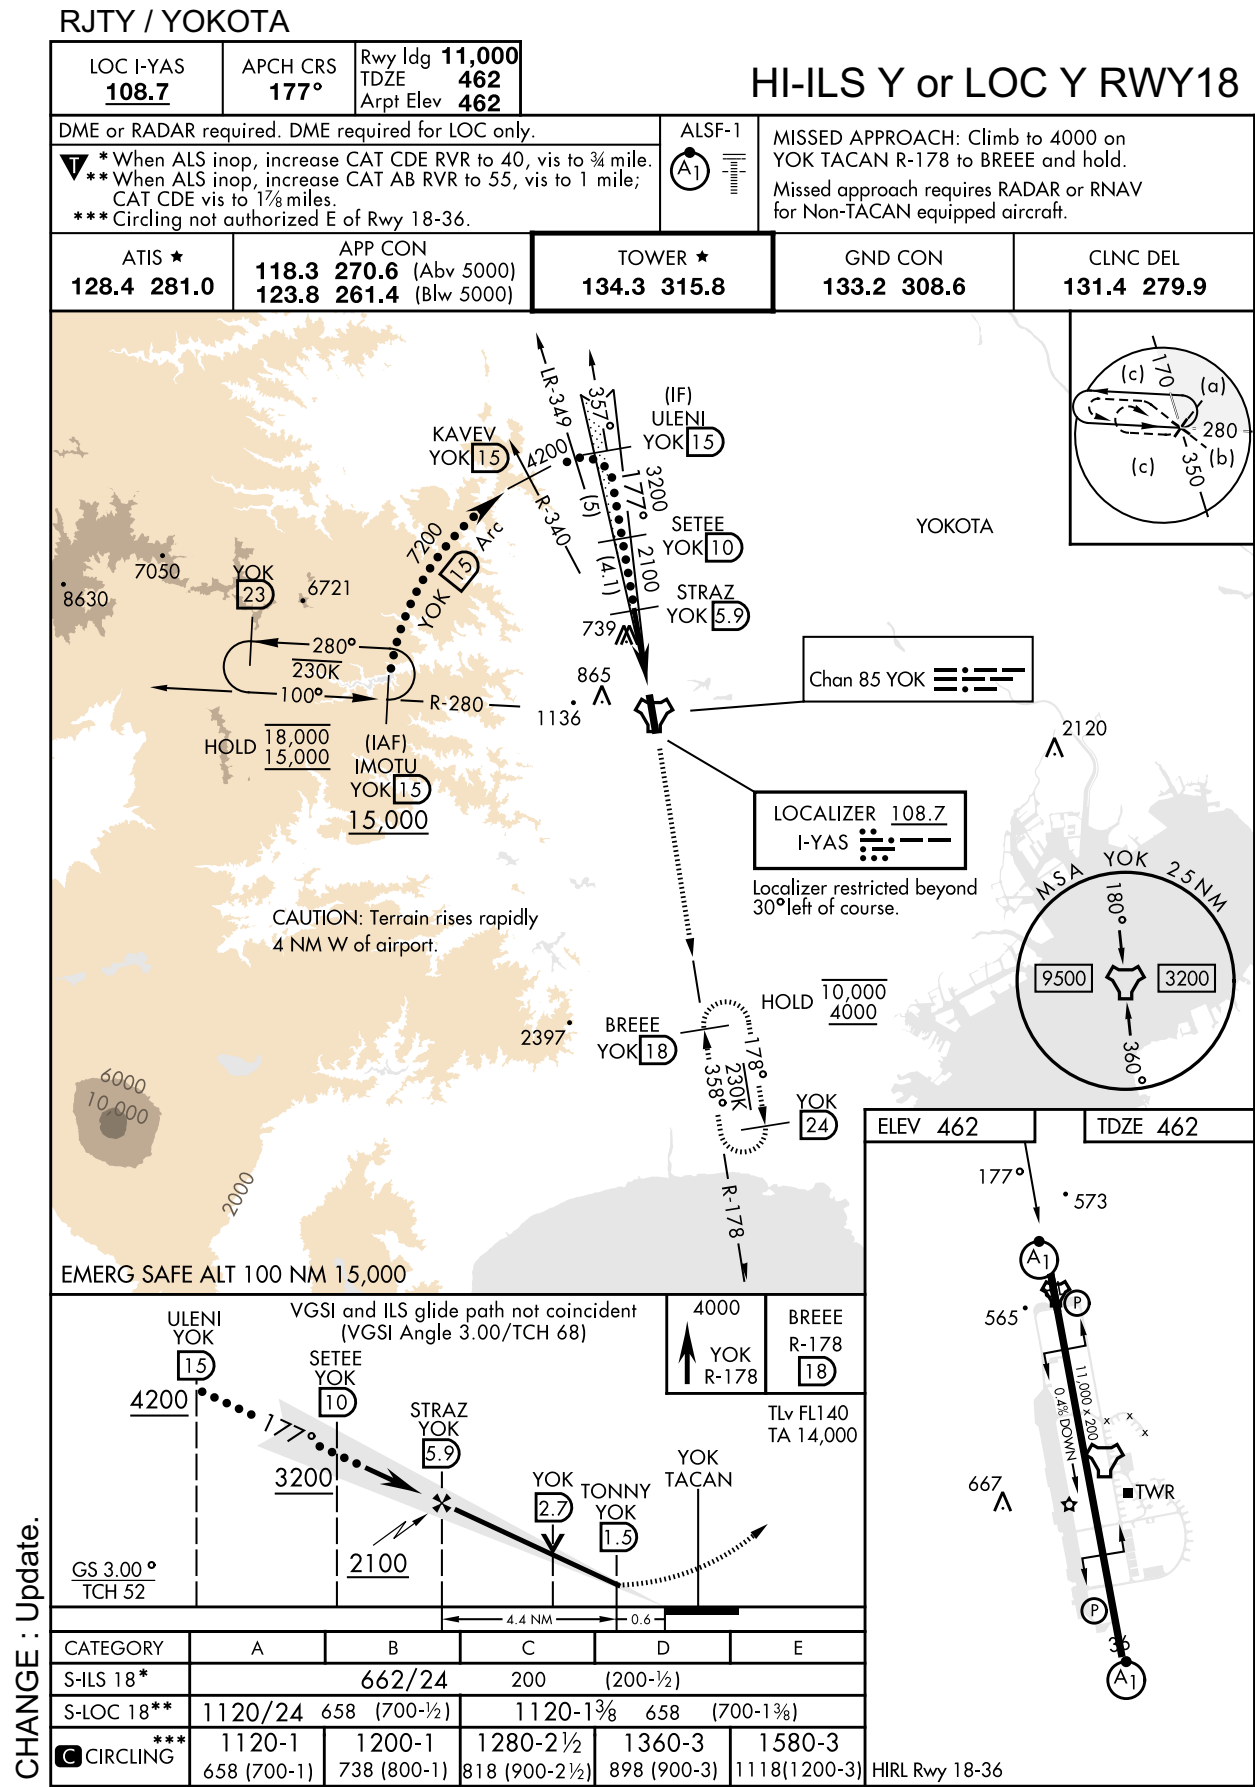 RJTY / YOKOTA
HI-ILS Y or LOC Y RWY18
LOC I-YAS
108.7
APCH CRS
177°
Rwy ldg 11,000
TDZE 462
Arpt Elev 462
DME or RADAR required. DME required for LOC only.
T * When ALS inop, increase CAT CDE RVR to 40, vis to ¾ mile.
** When ALS inop, increase CAT AB RVR to 55, vis to 1 mile;
CAT CDE vis to 1⅞ miles.
*** Circling not authorized E of Rwy 18-36.
ALSF-1
A1
MISSED APPROACH: Climb to 4000 on
YOK TACAN R-178 to BREEE and hold.
Missed approach requires RADAR or RNAV
for Non-TACAN equipped aircraft.
ATIS ★
128.4 281.0
APP CON
118.3 270.6 (Abv 5000)
123.8 261.4 (Blw 5000)
TOWER ★
134.3 315.8
GND CON
133.2 308.6
CLNC DEL
131.4 279.9
LR-349
357°
(IF)
ULENI
YOK 15
KAVEV
YOK 15
4200
R-340
(5)
3200
177°
SETEE
YOK 10
(4.1)
2100
STRAZ
YOK 5.9
7200
YOK 15 Arc
YOKOTA
170
(c)
(a)
280
(b)
350
(c)
7050
8630
6721
YOK
23
280°
230K
100°
R-280
739
865
1136
HOLD 18,000
15,000
(IAF)
IMOTU
YOK 15
15,000
Chan 85 YOK
2120
LOCALIZER 108.7
I-YAS
Localizer restricted beyond
30° left of course.
CAUTION: Terrain rises rapidly
4 NM W of airport.
MSA YOK 25NM
180°
9500
3200
360°
HOLD 10,000
4000
BREEE
YOK 18
178°
230K
358°
2397
YOK
24
R-178
6000
10,000
2000
EMERG SAFE ALT 100 NM 15,000
ELEV 462
TDZE 462
177°
573
A1
565
P
11,000 x 200
0.4% DOWN
x
x
x
667
TWR
P
36
A1
HIRL Rwy 18-36
VGSI and ILS glide path not coincident
(VGSI Angle 3.00/TCH 68)
4000
YOK
R-178
BREEE
R-178
18
TLv FL140
TA 14,000
ULENI
YOK
15
4200
177°
SETEE
YOK
10
3200
STRAZ
YOK
5.9
2100
YOK
2.7
TONNY
YOK
1.5
YOK
TACAN
GS 3.00°
TCH 52
4.4 NM
0.6
CATEGORY A B C D E
S-ILS 18* 662/24 200 (200-½)
S-LOC 18** 1120/24 658 (700-½) 1120-1⅜ 658 (700-1⅜)
C CIRCLING *** 1120-1 1200-1 1280-2½ 1360-3 1580-3
658 (700-1) 738 (800-1) 818 (900-2½) 898 (900-3) 1118(1200-3)
CHANGE : Update.